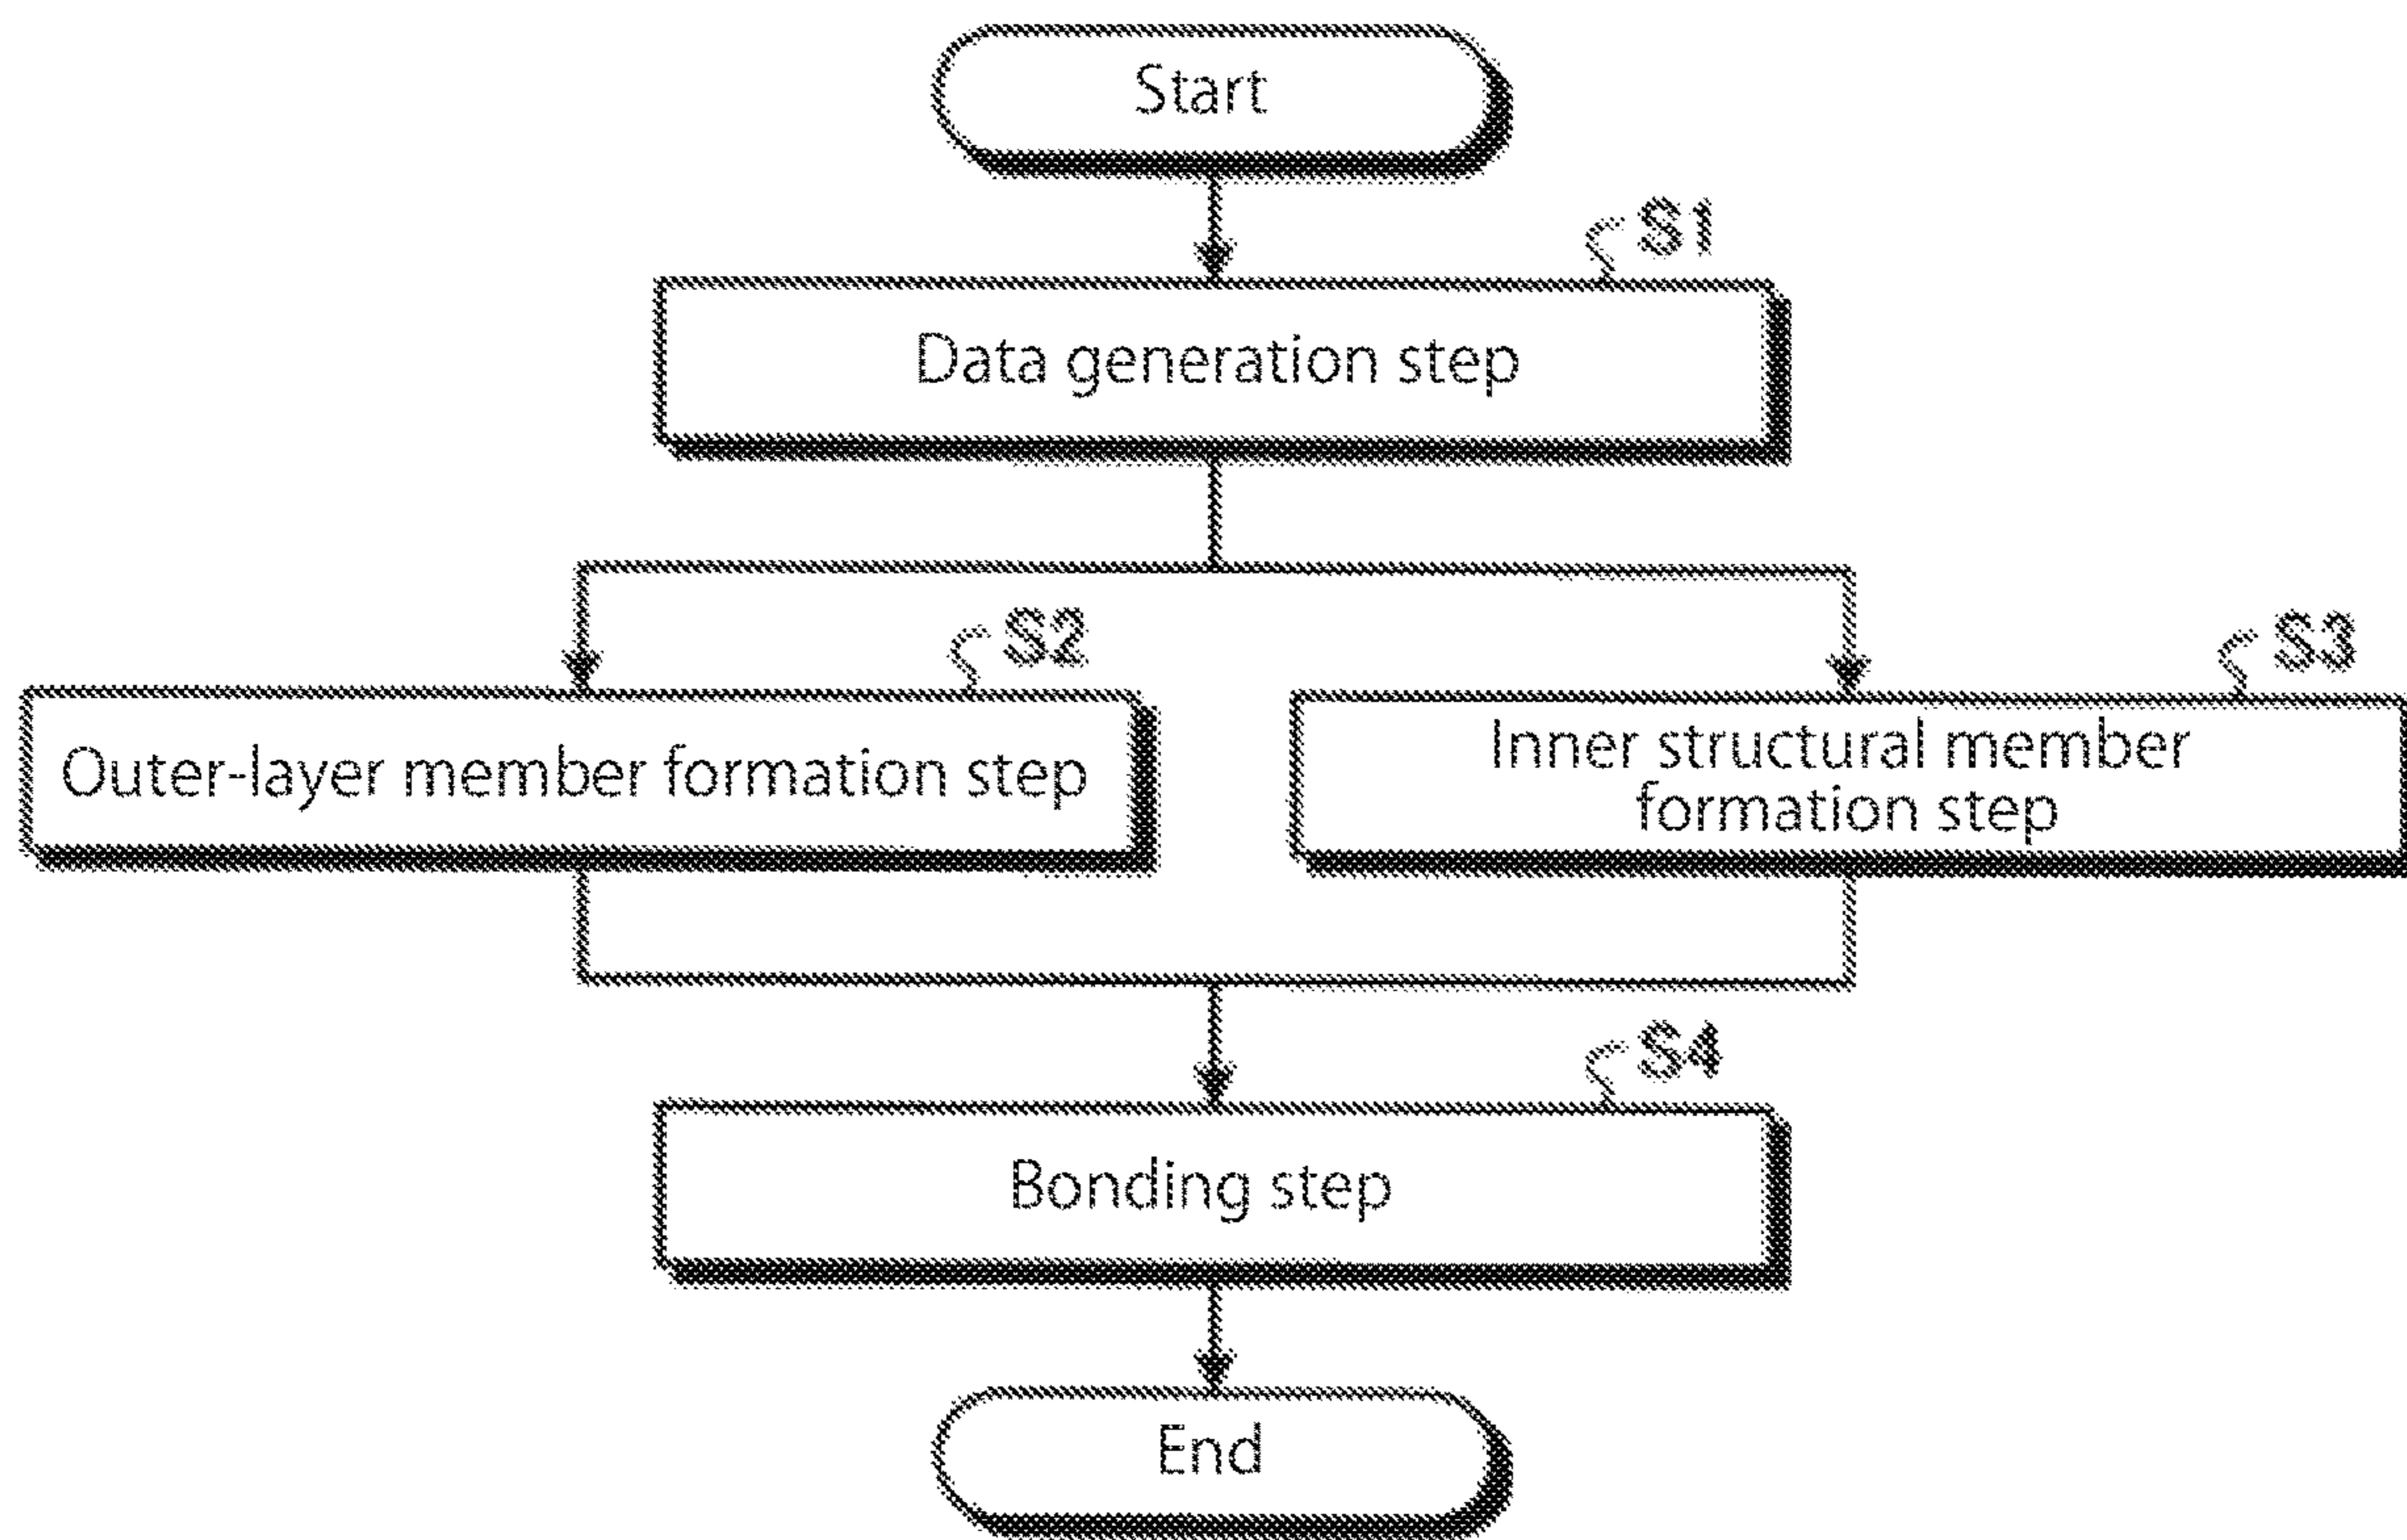 Start
S1
Data generation step
S2
S3
Outer-layer member formation step
Inner structural member
formation step
S4
Bonding step
End